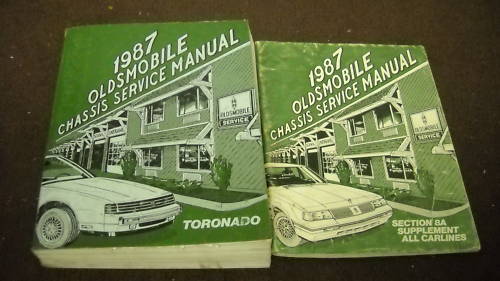 1987
OLDSMOBILE
CHASSIS SERVICE MANUAL
OLDSMOBILE
SERVICE
TORONADO
1987
OLDSMOBILE
CHASSIS SERVICE MANUAL
OLDSMOBILE
SERVICE
SECTION 8A
SUPPLEMENT
ALL CARLINES